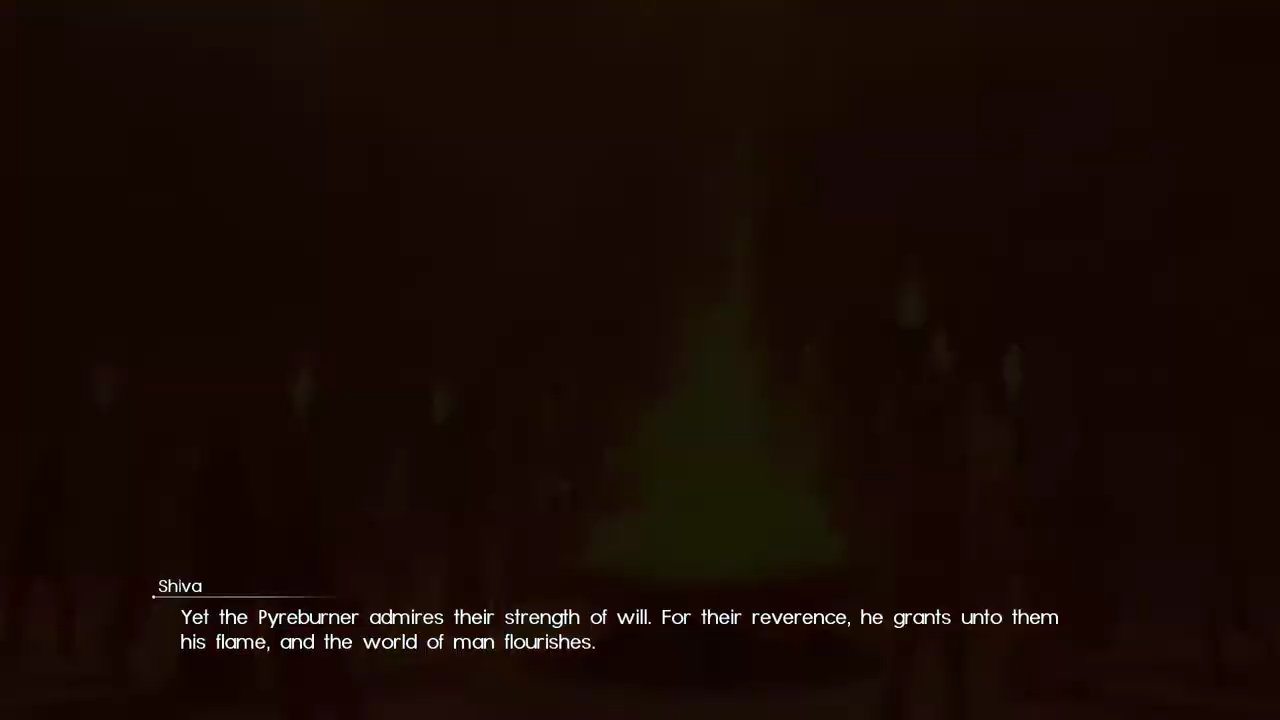 Shiva
Yet the Pyreburner admires their strength of will. For their reverence, he grants unto them
his flame, and the world of man flourishes.